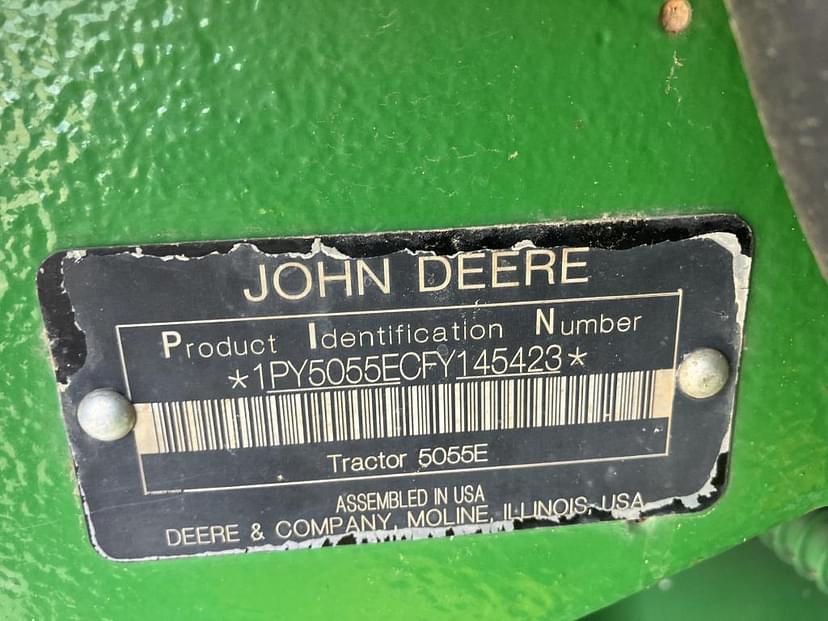 JOHN DEERE
Product Identification Number
*1PY5055ECFY145423*
Tractor 5055E
ASSEMBLED IN USA
DEERE & COMPANY, MOLINE, ILLINOIS, USA